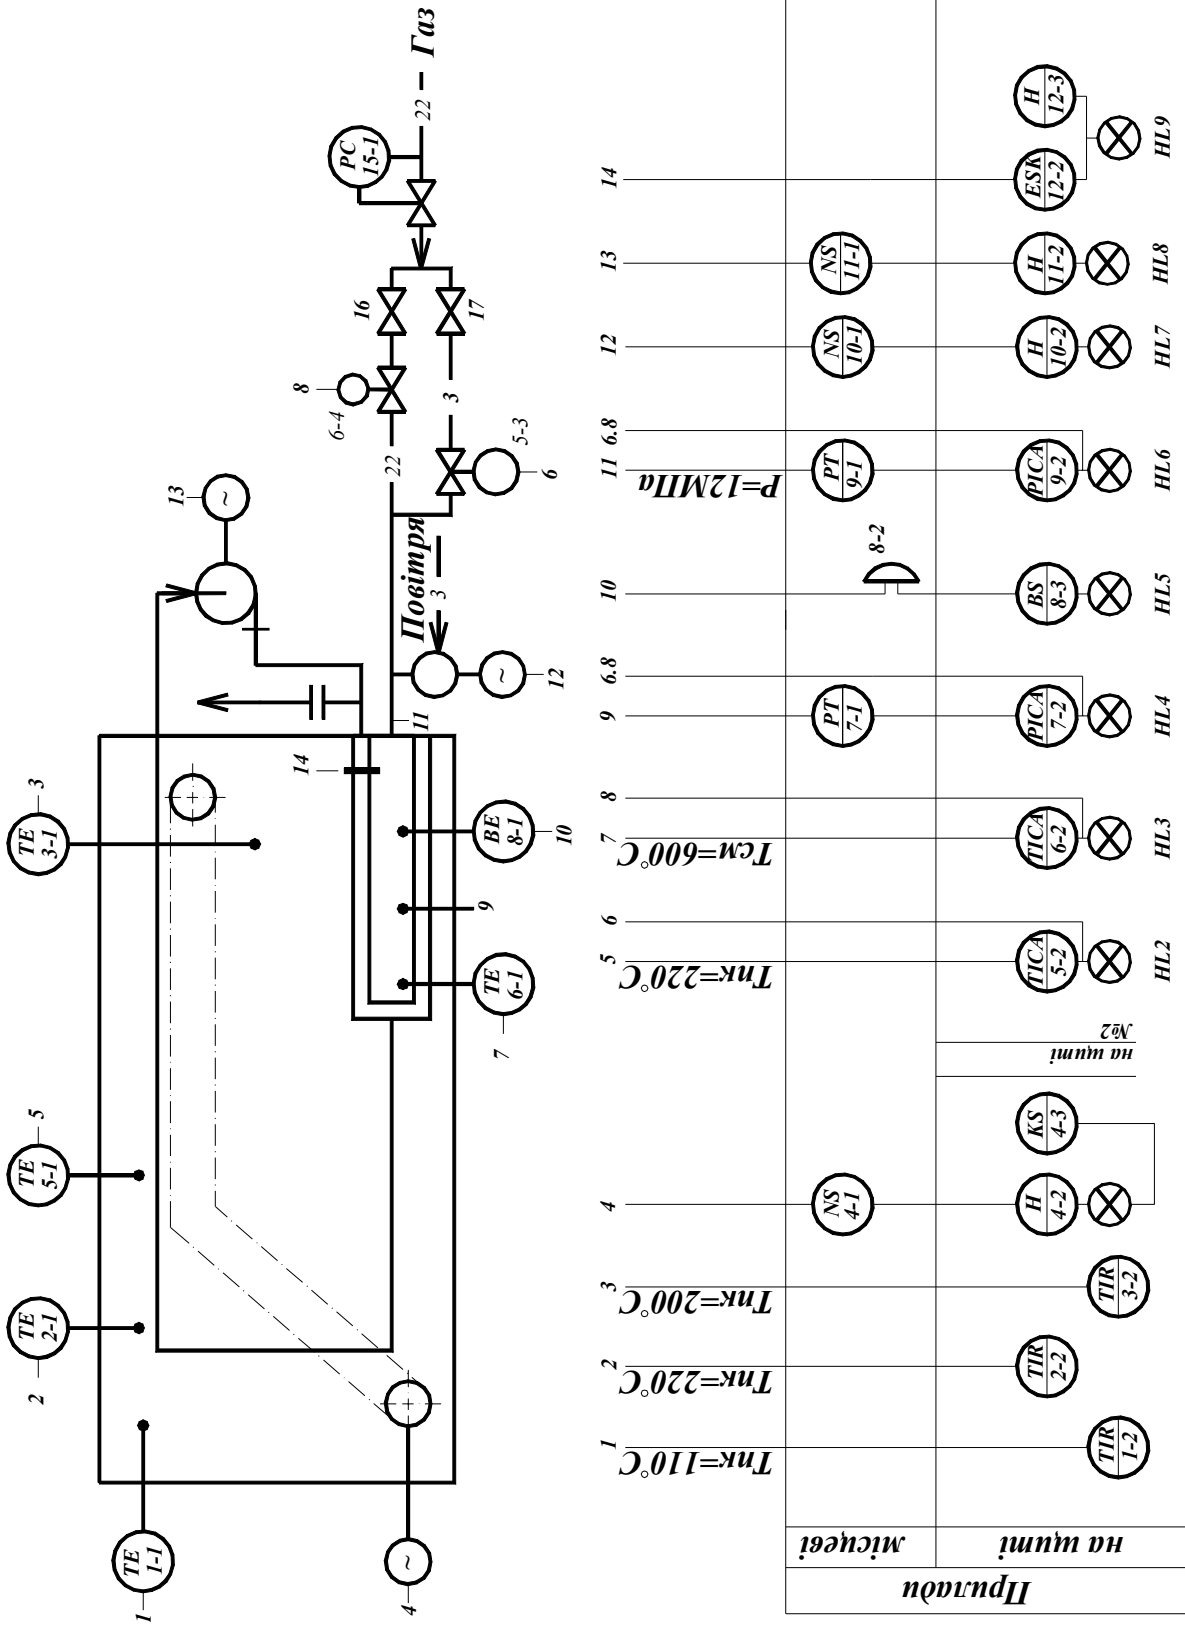 TE
1-1
1
TE
2-1
2
TE
5-1
5
TE
3-1
3
4
~
TE
6-1
7
9
BE
8-1
10
14
11
13
~
12
~
Повітря
3
22
3
5-3
6
6-4
8
16
17
PC
15-1
22
Газ
1
Тпк=110°С
2
Тпк=220°С
3
Тпк=200°С
4
5
Тпк=220°С
6
7
Тсм=600°С
8
9
6.8
10
11
Р=12МПа
6.8
12
13
14
Прилади
місцеві
NS
4-1
PT
7-1
8-2
PT
9-1
NS
10-1
NS
11-1
на щиті
TIR
1-2
TIR
2-2
TIR
3-2
H
4-2
KS
4-3
на щиті
№2
TICA
5-2
TICA
6-2
PICA
7-2
BS
8-3
PICA
9-2
H
10-2
H
11-2
ESK
12-2
H
12-3
HL2
HL3
HL4
HL5
HL6
HL7
HL8
HL9